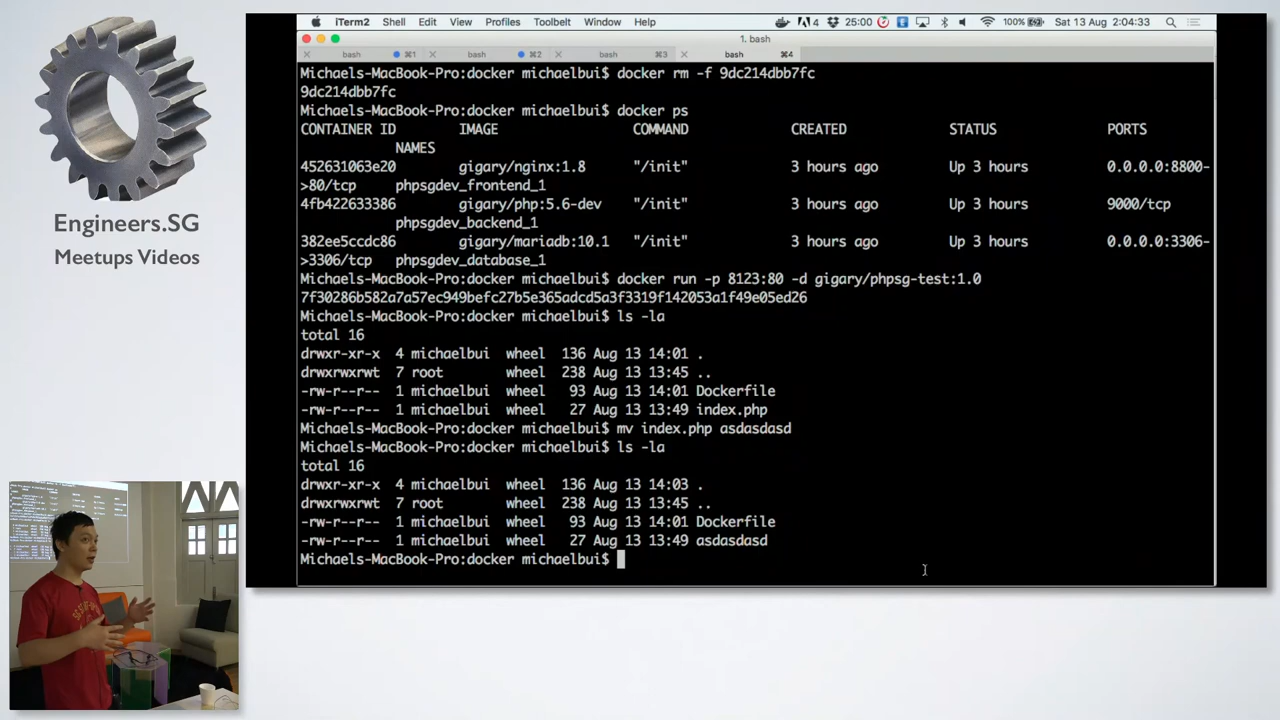 iTerm2 Shell Edit View Profiles Toolbelt Window Help 4 25:00 100% Sat 13 Aug 2:04:33
1. bash
bash ⌘1 bash ⌘2 bash ⌘3 bash ⌘4
Michaels-MacBook-Pro:docker michaelbui$ docker rm -f 9dc214dbb7fc
9dc214dbb7fc
Michaels-MacBook-Pro:docker michaelbui$ docker ps
CONTAINER ID IMAGE COMMAND CREATED STATUS PORTS
NAMES
452631063e20 gigary/nginx:1.8 "/init" 3 hours ago Up 3 hours 0.0.0.0:8800-
>80/tcp phpsgdev_frontend_1
4fb422633386 gigary/php:5.6-dev "/init" 3 hours ago Up 3 hours 9000/tcp
phpsgdev_backend_1
382ee5ccdc86 gigary/mariadb:10.1 "/init" 3 hours ago Up 3 hours 0.0.0.0:3306-
>3306/tcp phpsgdev_database_1
Michaels-MacBook-Pro:docker michaelbui$ docker run -p 8123:80 -d gigary/phpsg-test:1.0
7f30286b582a7a57ec949befc27b5e365adcd5a3f3319f142053a1f49e05ed26
Michaels-MacBook-Pro:docker michaelbui$ ls -la
total 16
drwxr-xr-x 4 michaelbui wheel 136 Aug 13 14:01 .
drwxrwxrwt 7 root wheel 238 Aug 13 13:45 ..
-rw-r--r-- 1 michaelbui wheel 93 Aug 13 14:01 Dockerfile
-rw-r--r-- 1 michaelbui wheel 27 Aug 13 13:49 index.php
Michaels-MacBook-Pro:docker michaelbui$ mv index.php asdasdasd
Michaels-MacBook-Pro:docker michaelbui$ ls -la
total 16
drwxr-xr-x 4 michaelbui wheel 136 Aug 13 14:03 .
drwxrwxrwt 7 root wheel 238 Aug 13 13:45 ..
-rw-r--r-- 1 michaelbui wheel 93 Aug 13 14:01 Dockerfile
-rw-r--r-- 1 michaelbui wheel 27 Aug 13 13:49 asdasdasd
Michaels-MacBook-Pro:docker michaelbui$
Engineers.SG
Meetups Videos